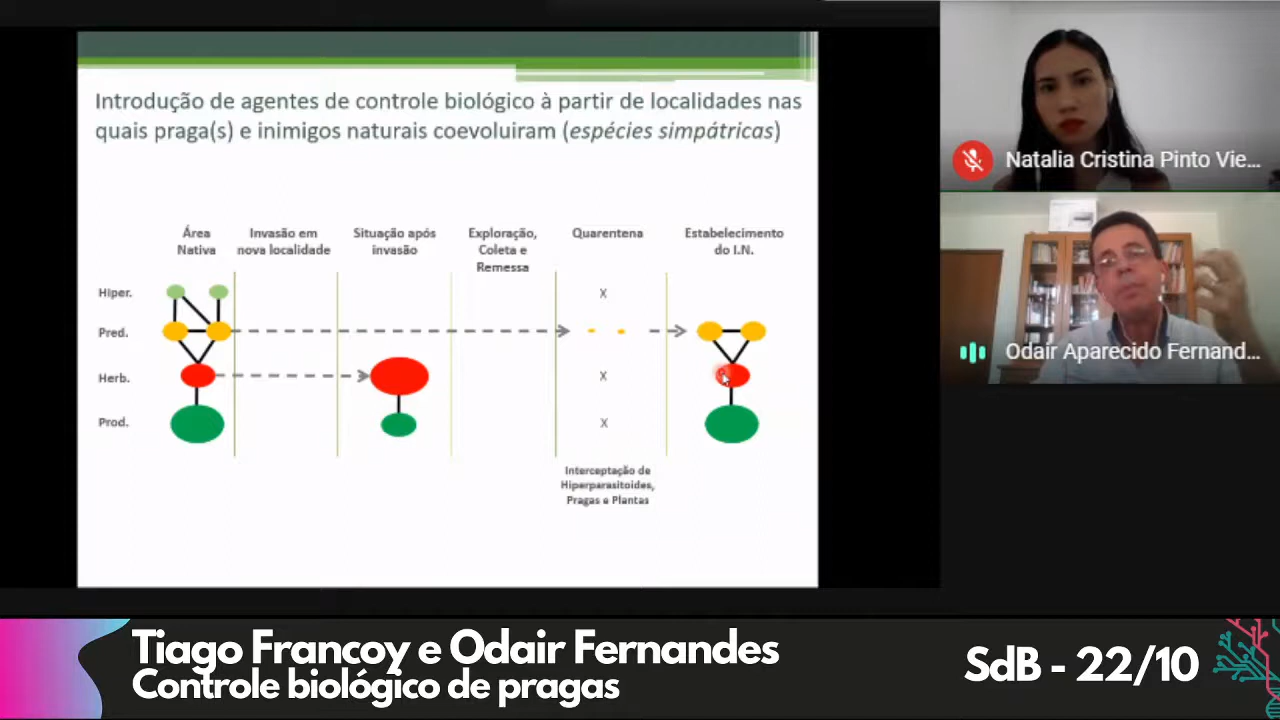 Introdução de agentes de controle biológico à partir de localidades nas
quais praga(s) e inimigos naturais coevoluiram (espécies simpátricas)
Área
Nativa
Invasão em
nova localidade
Situação após
invasão
Exploração,
Coleta e
Remessa
Quarentena
Estabelecimento
do I.N.
Hiper.
X
Pred.
Herb.
X
Prod.
X
Interceptação de
Hiperparasitoides,
Pragas e Plantas
Natalia Cristina Pinto Vie...
Odair Aparecido Fernand...
Tiago Francoy e Odair Fernandes
Controle biológico de pragas
SdB - 22/10